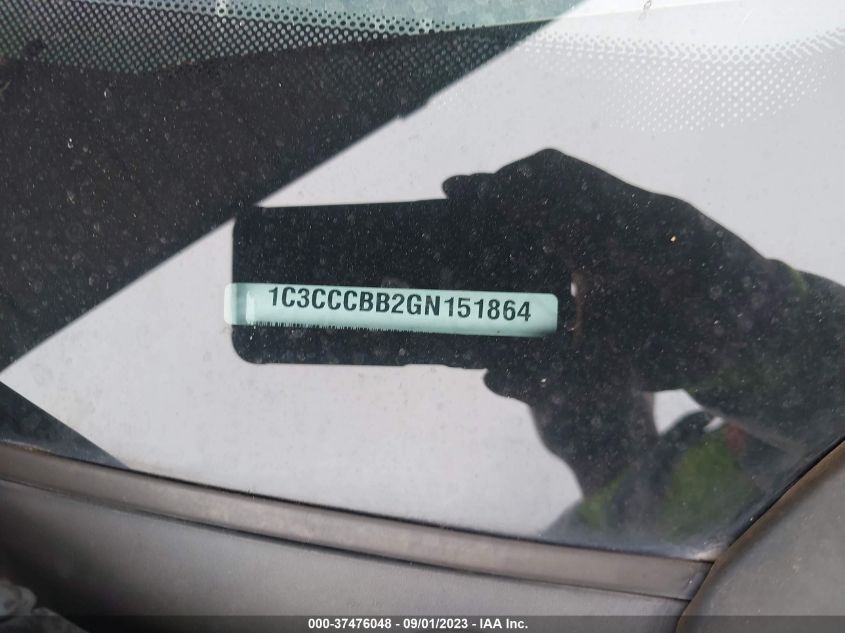 1C3CCCBB2GN151864
000-37476048 - 09/01/2023 - IAA Inc.